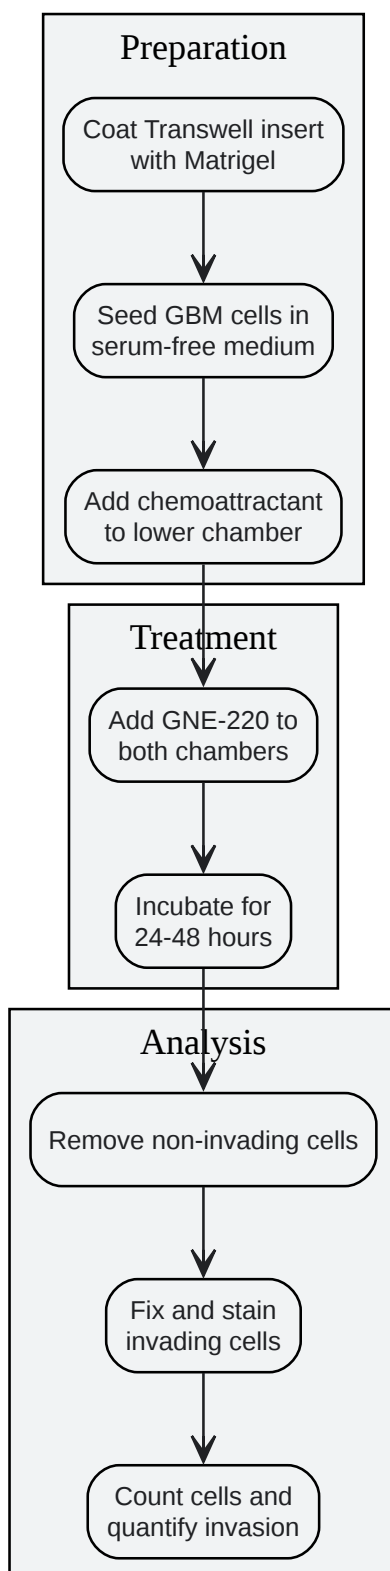 Preparation
Coat Transwell insert
with Matrigel
Seed GBM cells in
serum-free medium
Add chemoattractant
to lower chamber
Treatment
Add GNE-220 to
both chambers
Incubate for
24-48 hours
Analysis
Remove non-invading cells
Fix and stain
invading cells
Count cells and
quantify invasion